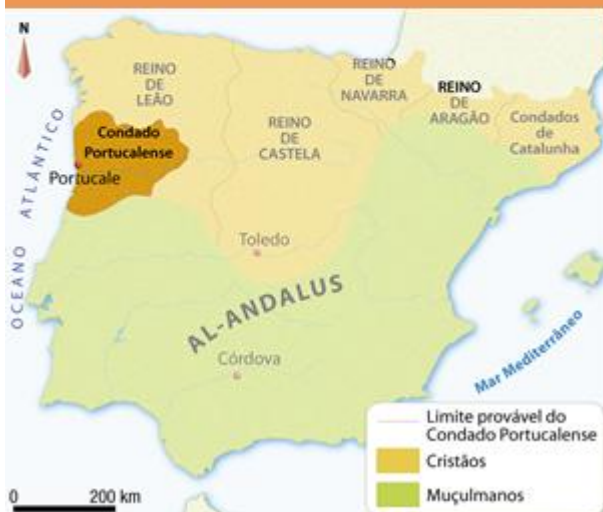 N
REINO
DE
LEÃO
REINO
DE
NAVARRA
REINO
DE
ARAGÃO
Condados
de
Catalunha
REINO
DE
CASTELA
Condado
Portucalense
Portucale
OCEANO ATLÂNTICO
Toledo
AL-ANDALUS
Córdova
Mar Mediterrâneo
Limite provável do
Condado Portucalense
Cristãos
Muçulmanos
0 200 km